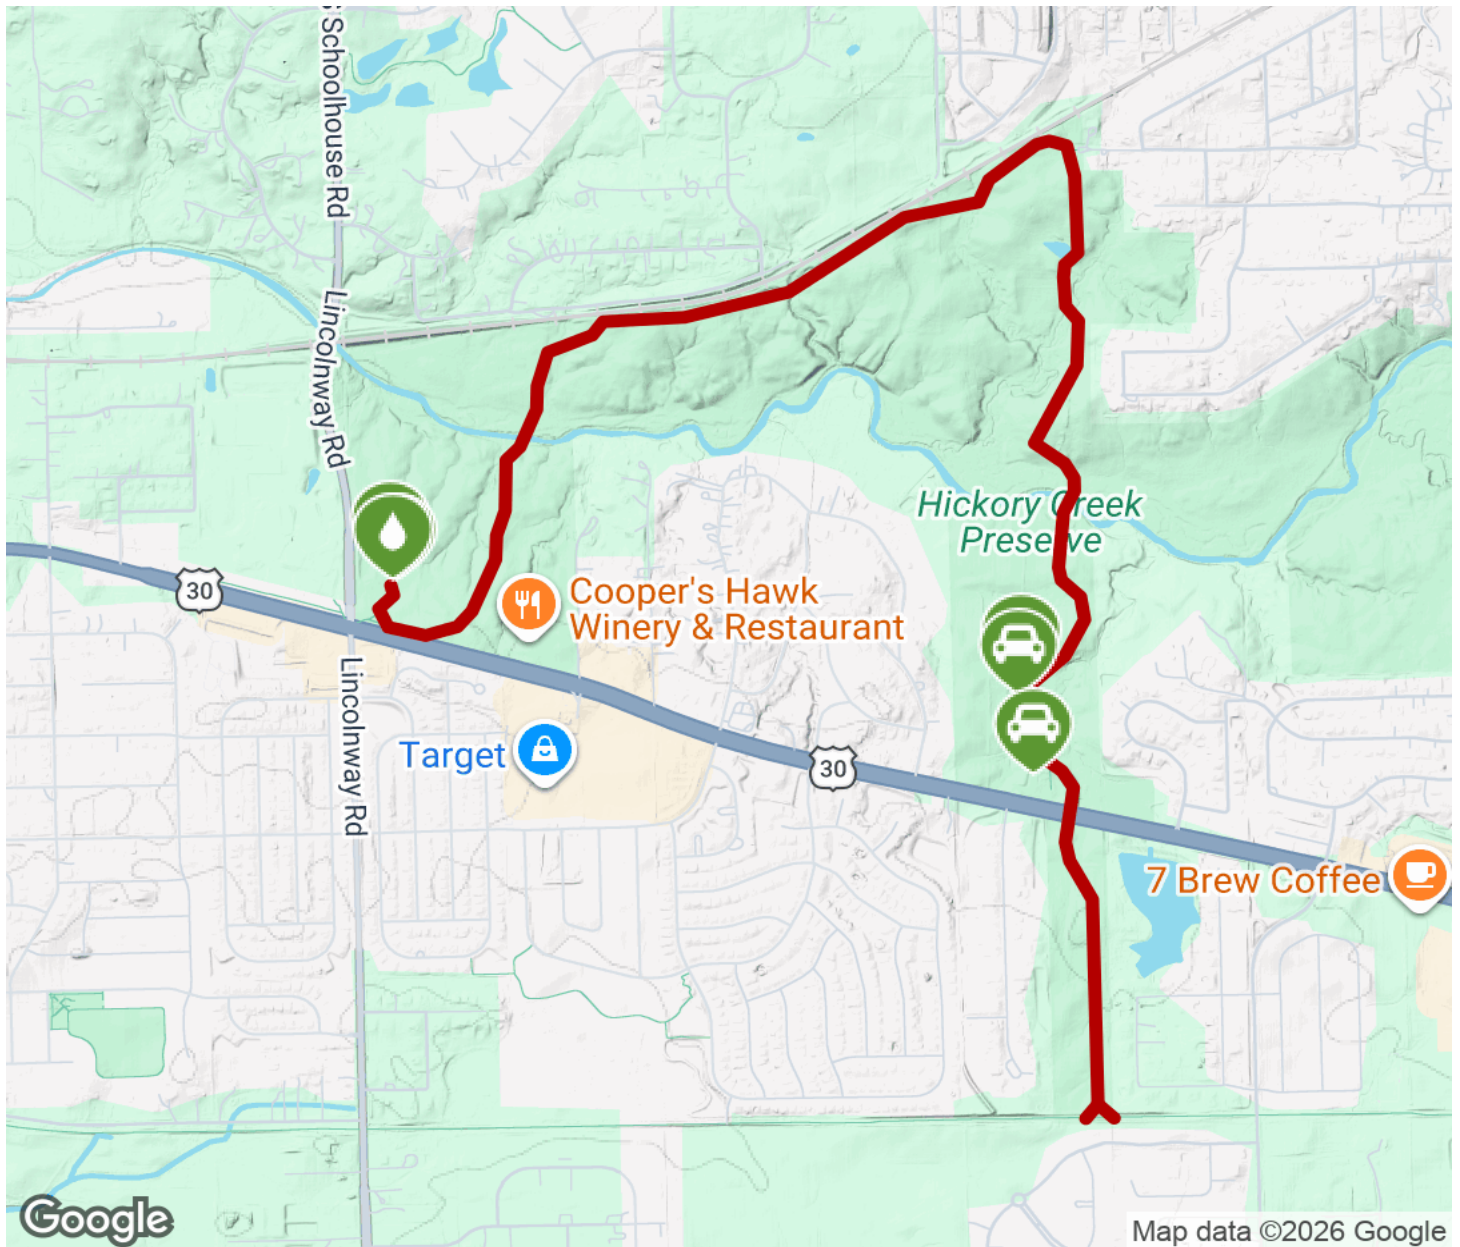 S Schoolhouse Rd
Lincolnway Rd
Hickory Creek
Preserve
30
Cooper's Hawk
Winery & Restaurant
Lincolnway Rd
Target
30
7 Brew Coffee
Google
Map data ©2026 Google